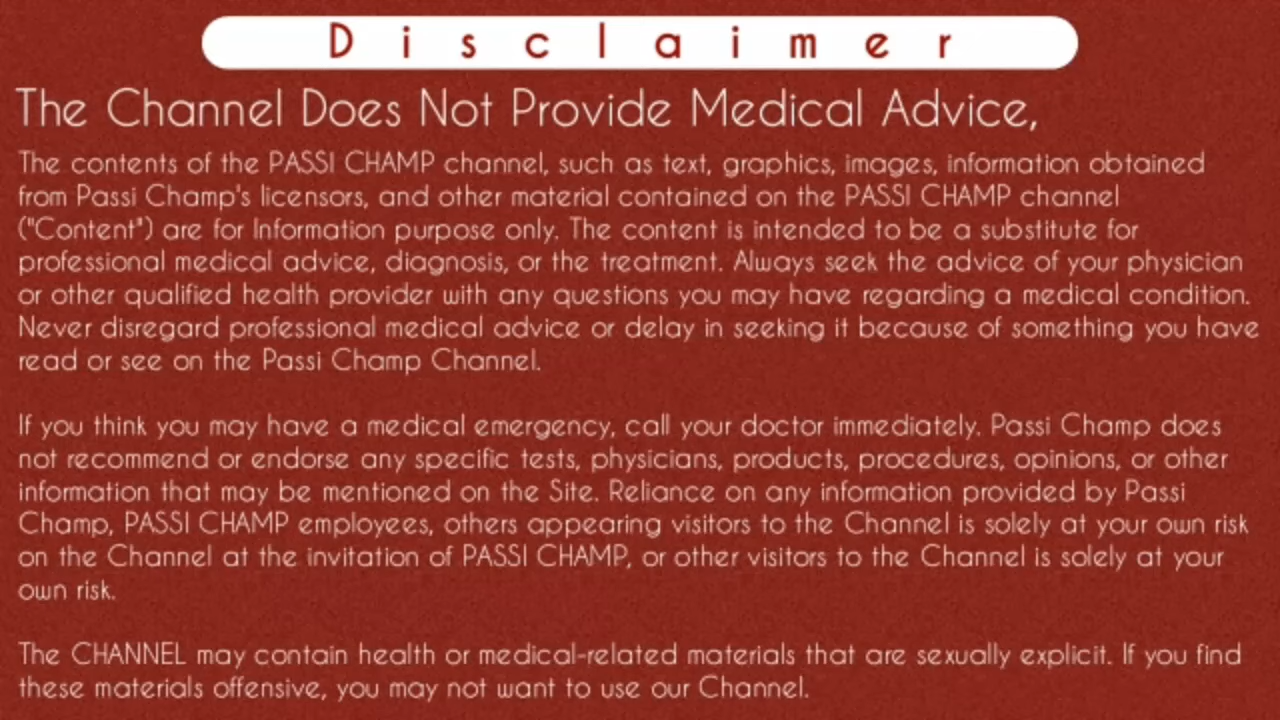 Disclaimer
The Channel Does Not Provide Medical Advice,
The contents of the PASSI CHAMP channel, such as text, graphics, images, information obtained
from Passi Champ's licensors, and other material contained on the PASSI CHAMP channel
("Content") are for Information purpose only. The content is intended to be a substitute for
professional medical advice, diagnosis, or the treatment. Always seek the advice of your physician
or other qualified health provider with any questions you may have regarding a medical condition.
Never disregard professional medical advice or delay in seeking it because of something you have
read or see on the Passi Champ Channel.
If you think you may have a medical emergency, call your doctor immediately. Passi Champ does
not recommend or endorse any specific tests, physicians, products, procedures, opinions, or other
information that may be mentioned on the Site. Reliance on any information provided by Passi
Champ, PASSI CHAMP employees, others appearing visitors to the Channel is solely at your own risk
on the Channel at the invitation of PASSI CHAMP, or other visitors to the Channel is solely at your
own risk.
The CHANNEL may contain health or medical-related materials that are sexually explicit. If you find
these materials offensive, you may not want to use our Channel.